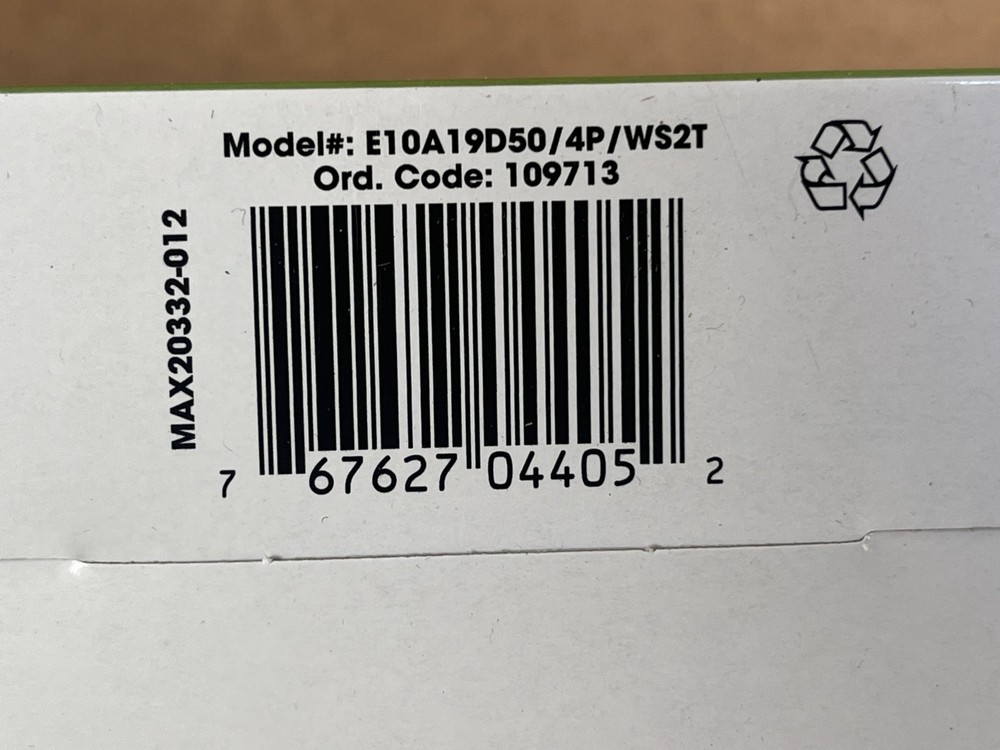 Model#: E10A19D50/4P/WS2T
Ord. Code: 109713
MAX20332-012
7 67627 04405 2